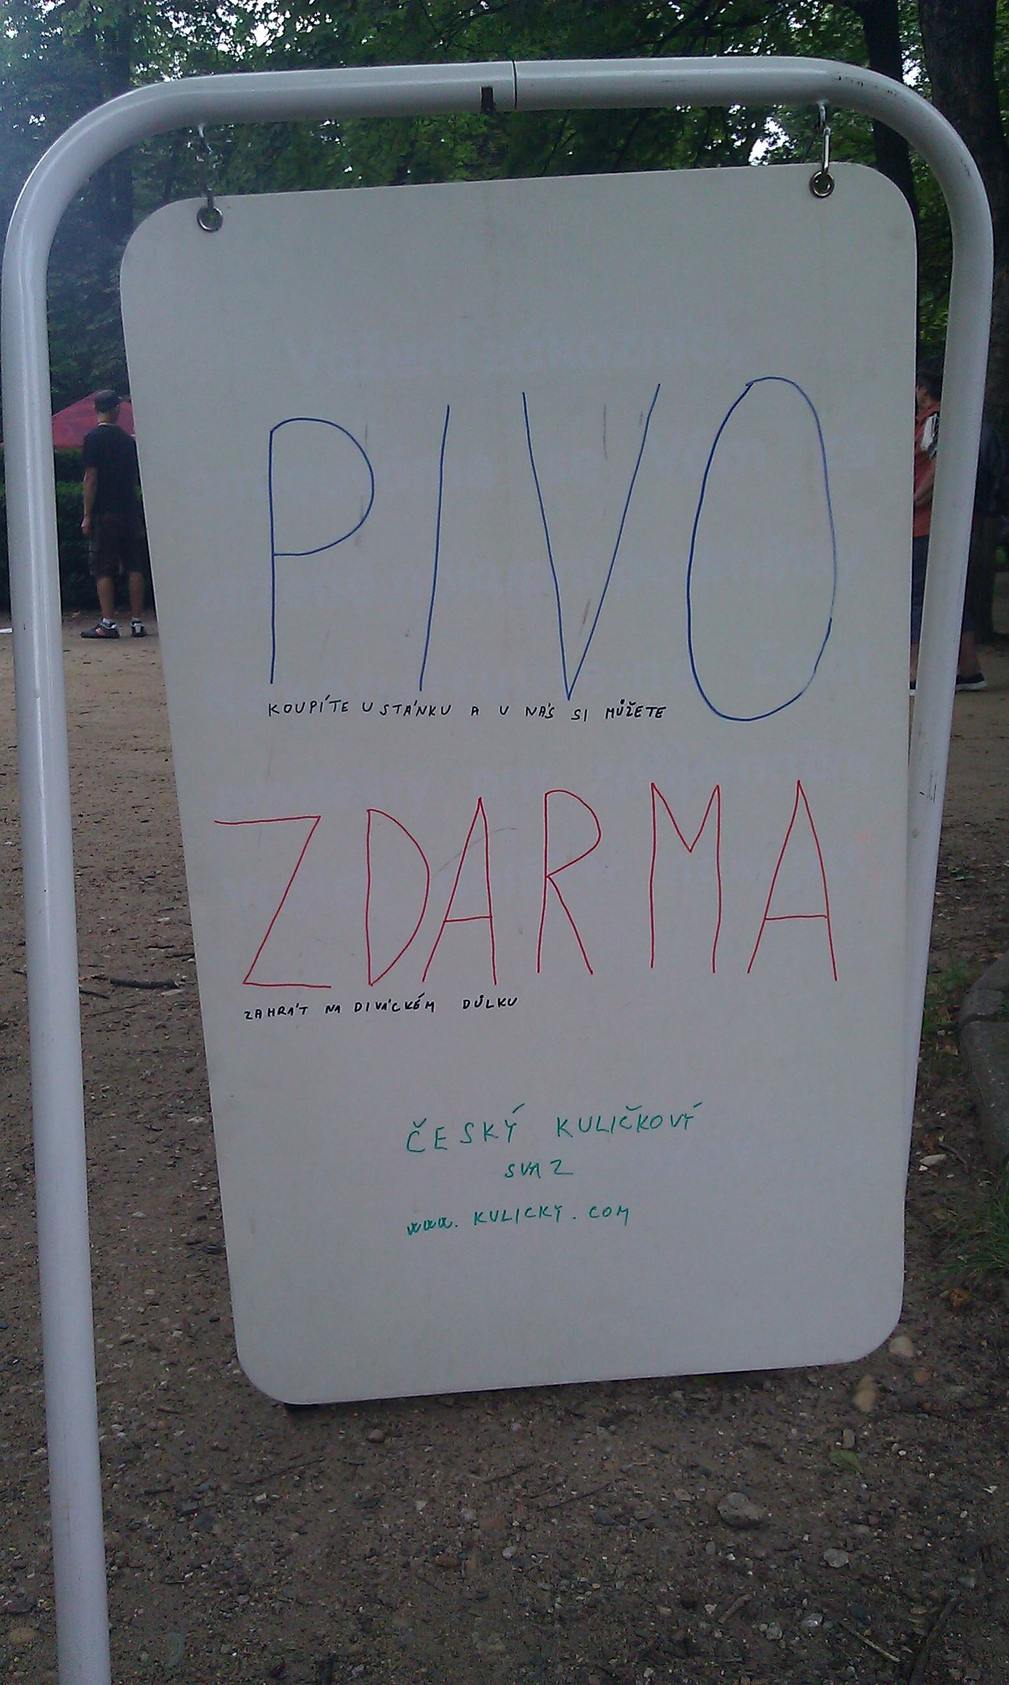 PIVO
KOUPÍTE U STÁNKU A U NÁS SI MŮŽETE
ZDARMA
ZAHRÁT NA DIVÁCKÉM DŮLKU
ČESKÝ KULIČKOVÝ
SVAZ
www.KULICKY.COM